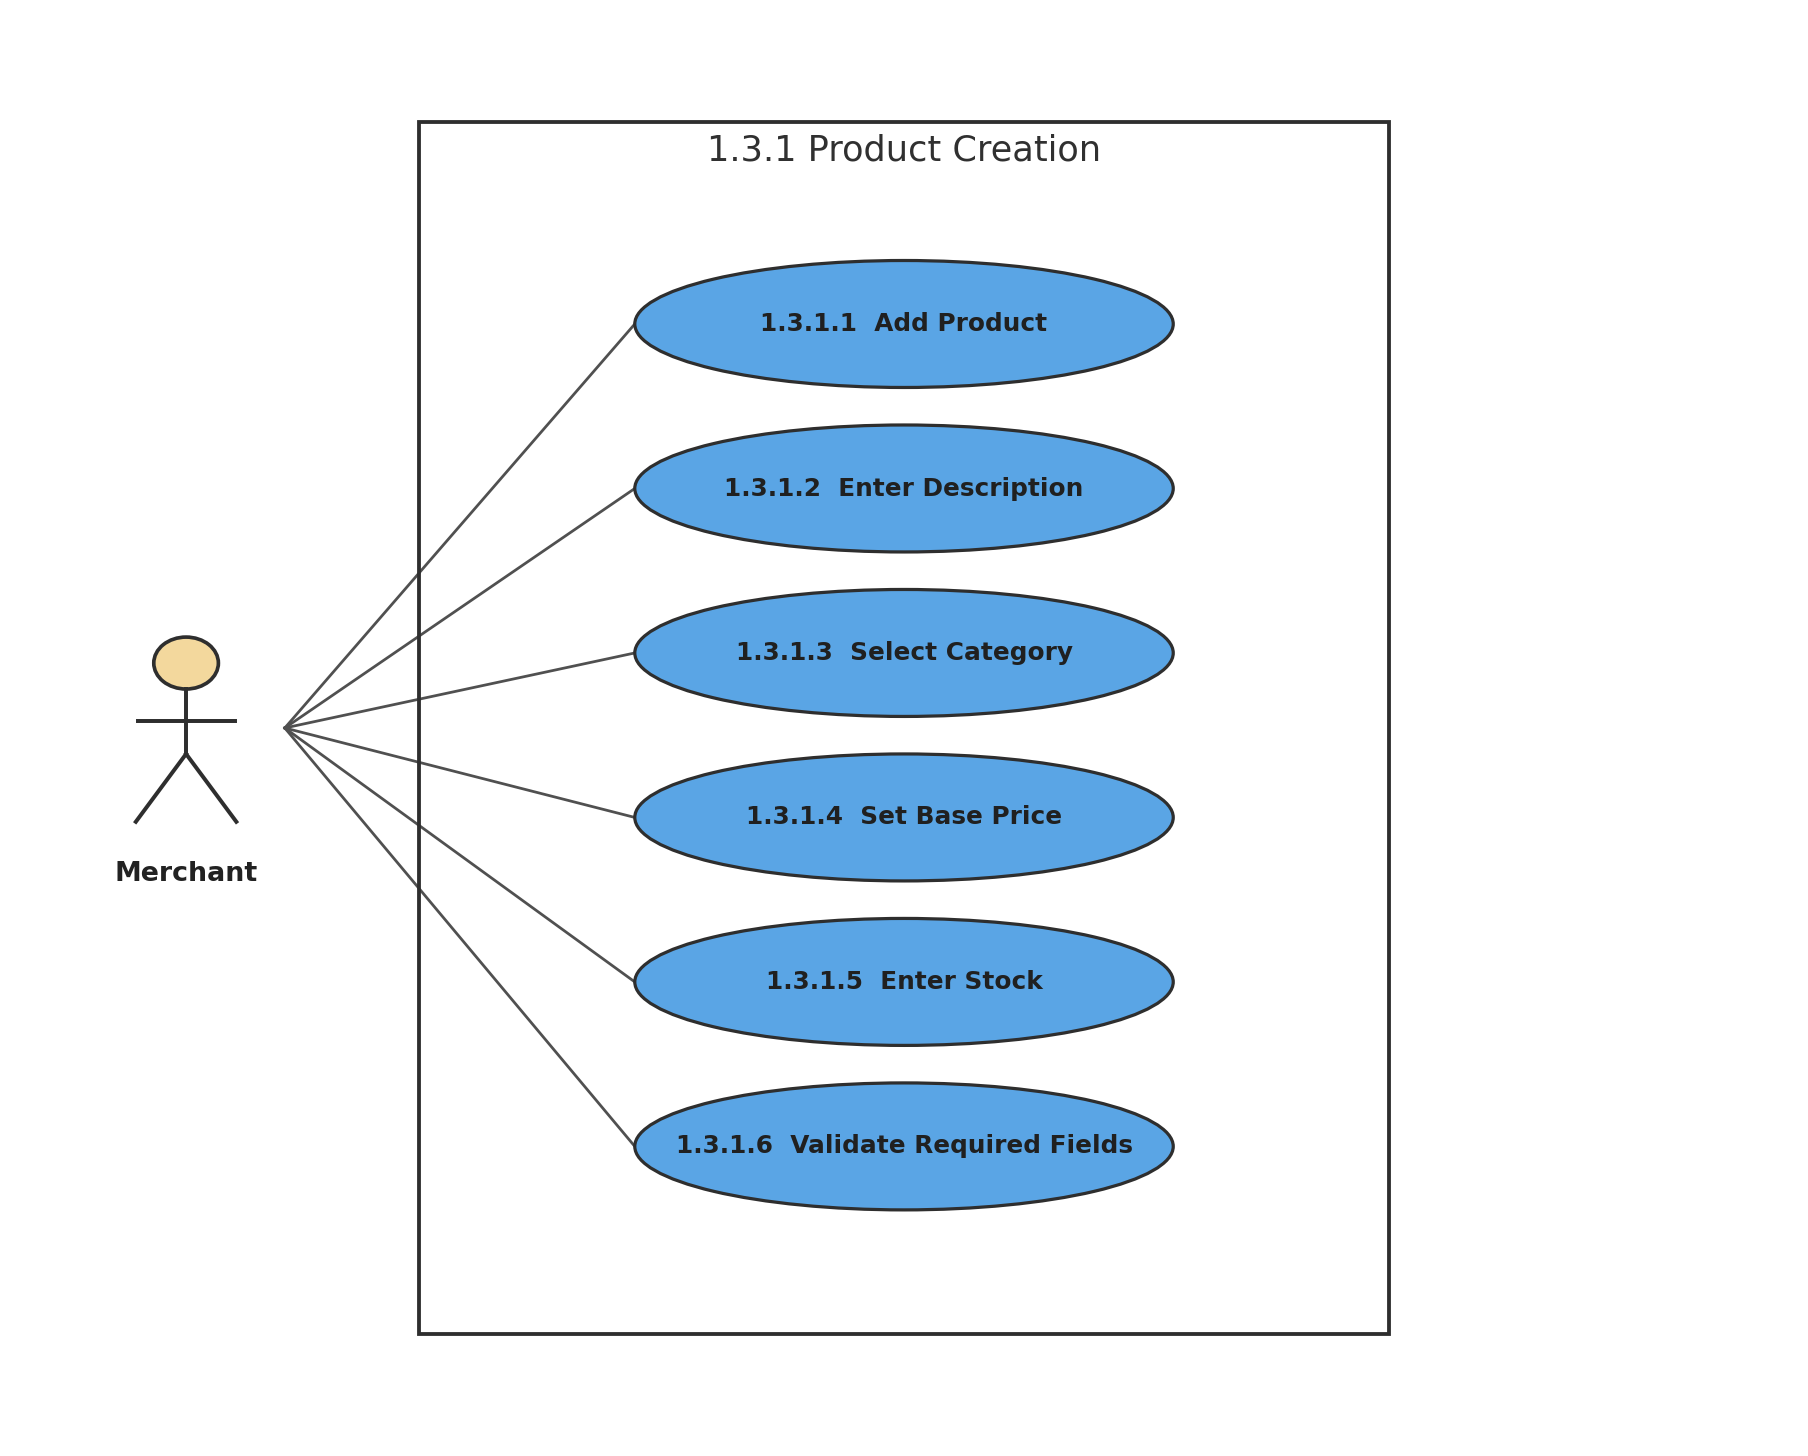 1.3.1 Product Creation
1.3.1.1 Add Product
1.3.1.2 Enter Description
1.3.1.3 Select Category
1.3.1.4 Set Base Price
Merchant
1.3.1.5 Enter Stock
1.3.1.6 Validate Required Fields